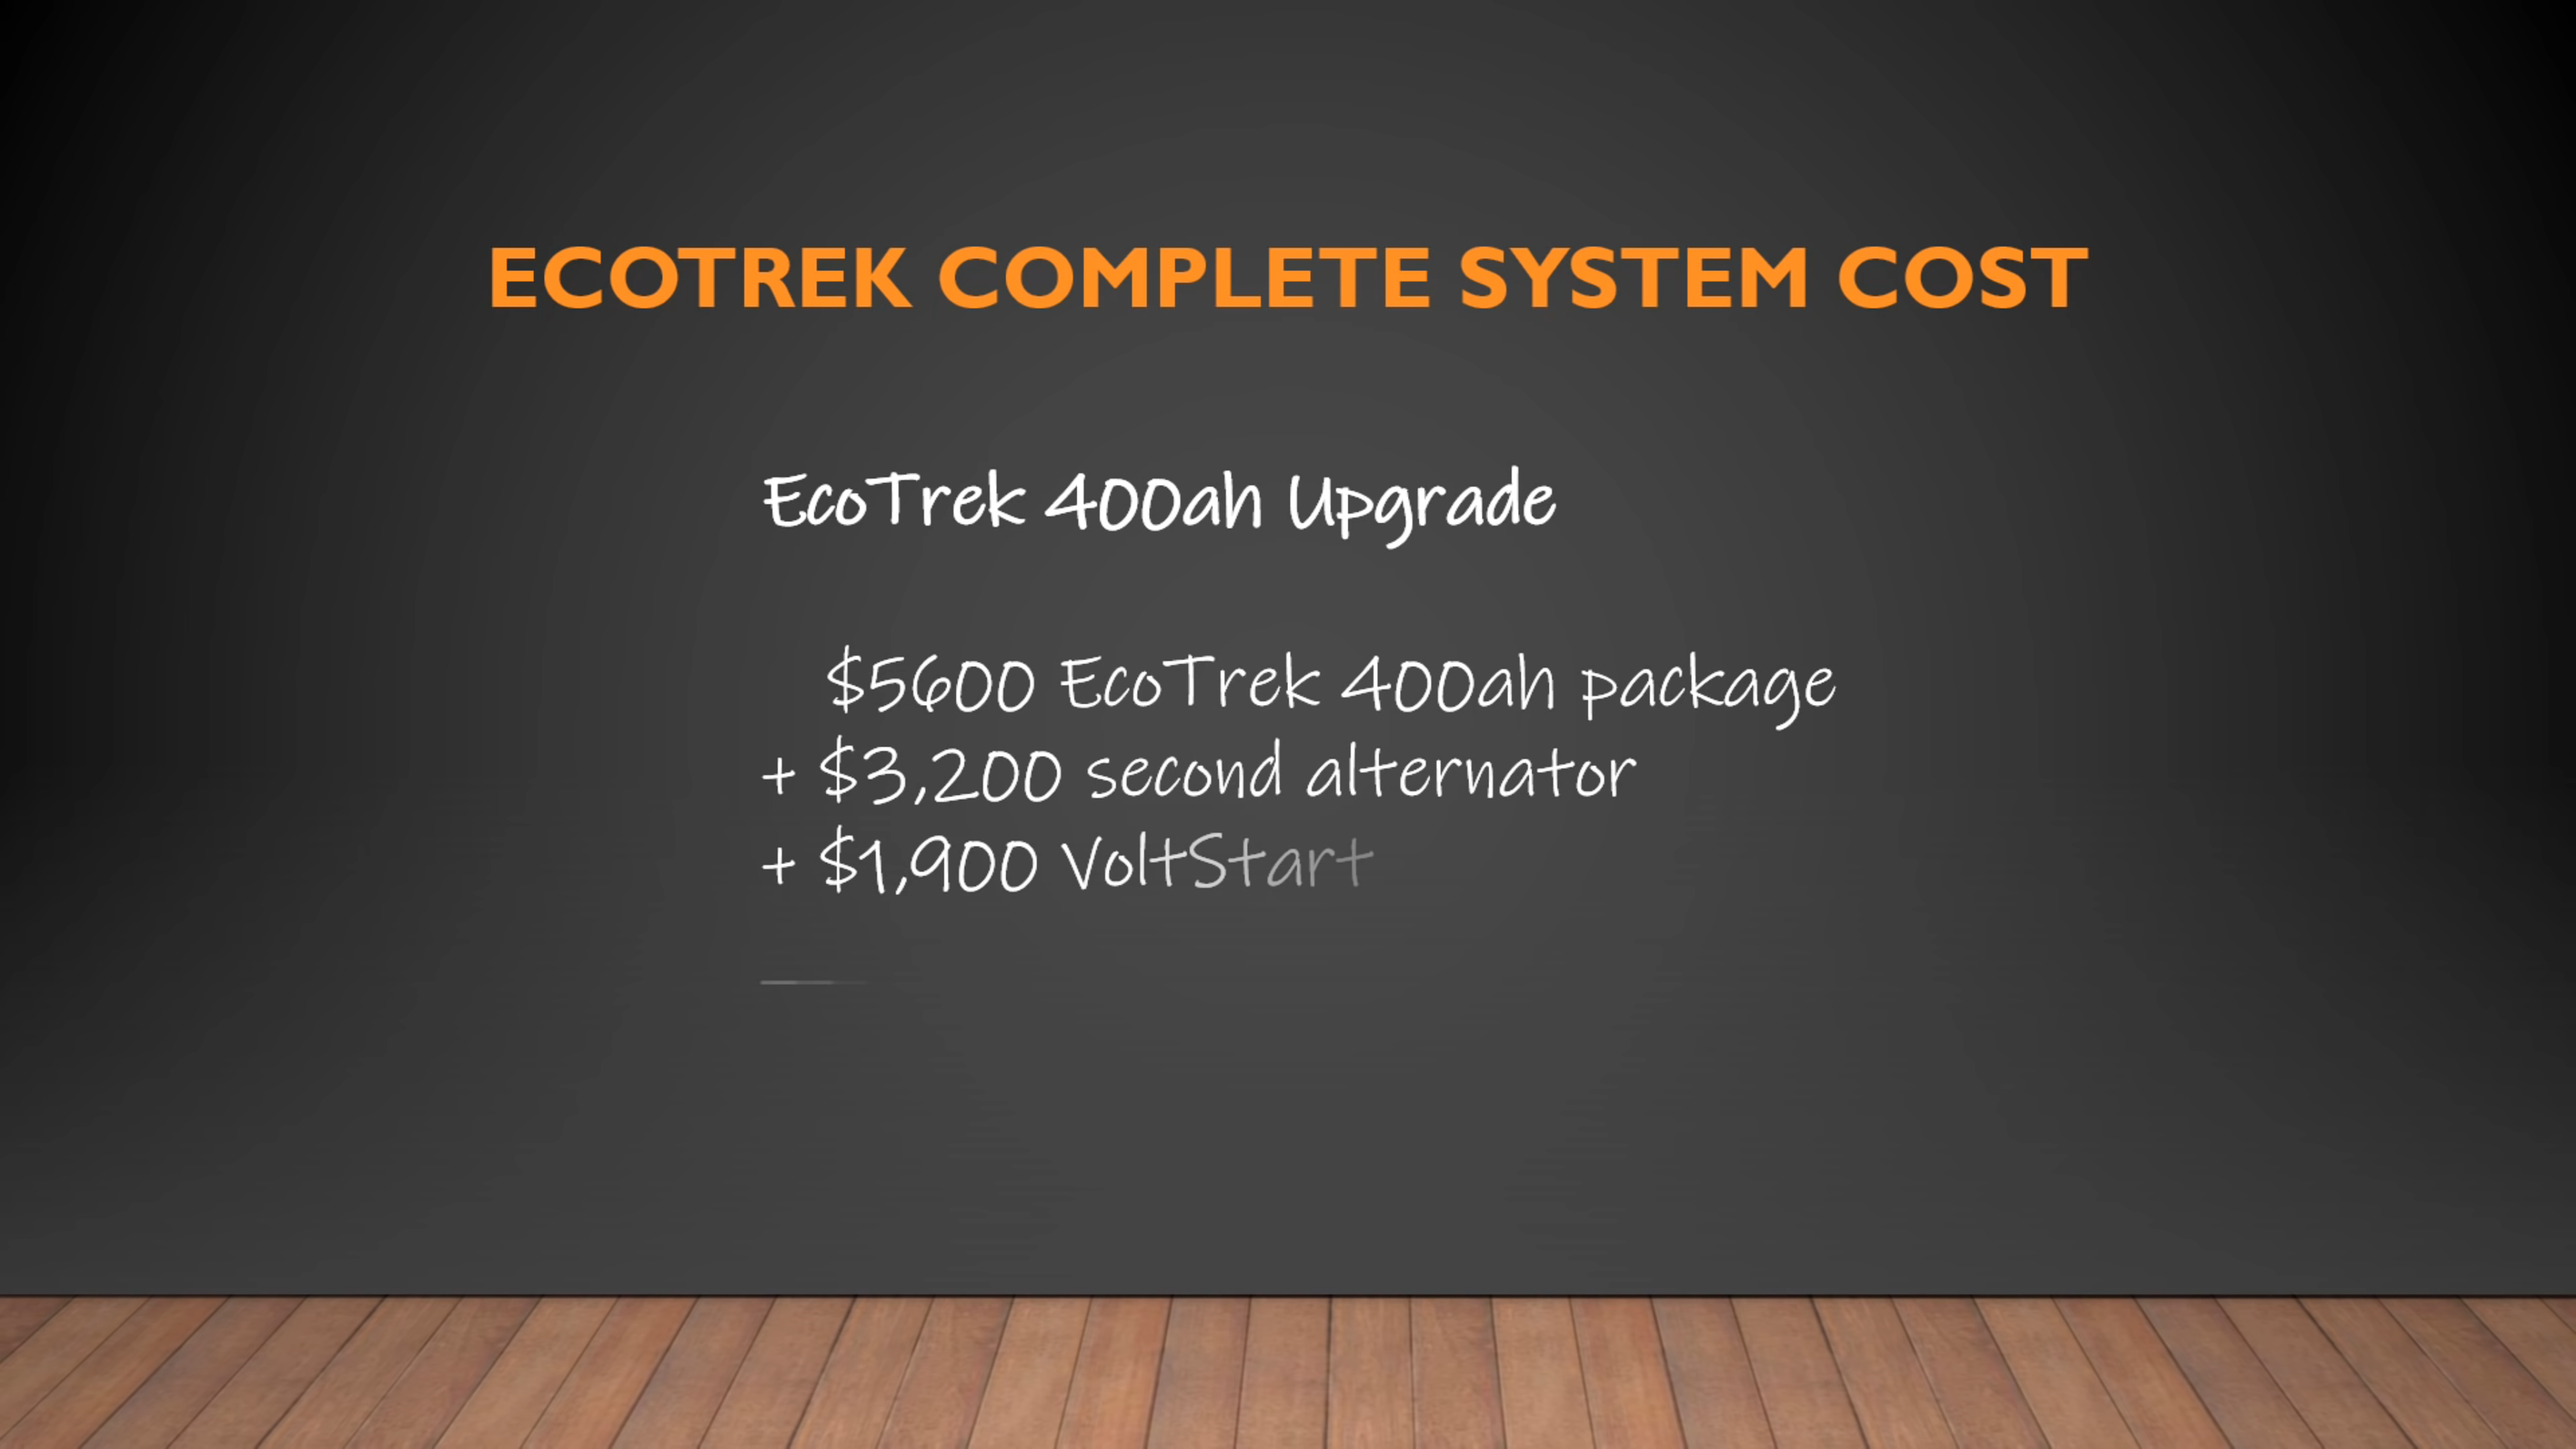 ECOTREK COMPLETE SYSTEM COST
EcoTrek 400ah Upgrade
$5600 EcoTrek 400ah package
+ $3,200 second alternator
+ $1,900 VoltStart